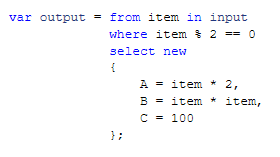 var output = from item in input
             where item % 2 == 0
             select new
             {
                 A = item * 2,
                 B = item * item,
                 C = 100
             };